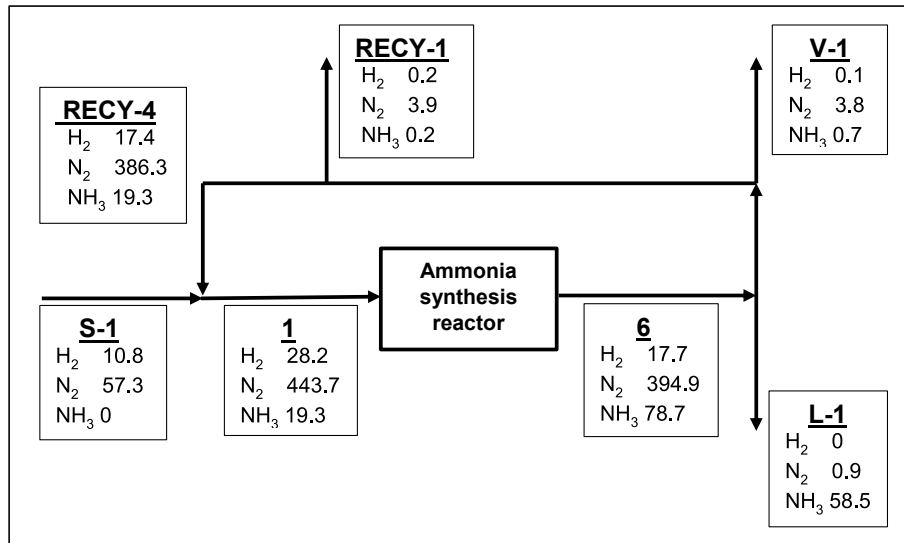 RECY-4
H₂ 17.4
N₂ 386.3
NH₃ 19.3
RECY-1
H₂ 0.2
N₂ 3.9
NH₃ 0.2
V-1
H₂ 0.1
N₂ 3.8
NH₃ 0.7
S-1
H₂ 10.8
N₂ 57.3
NH₃ 0
1
H₂ 28.2
N₂ 443.7
NH₃ 19.3
Ammonia
synthesis
reactor
6
H₂ 17.7
N₂ 394.9
NH₃ 78.7
L-1
H₂ 0
N₂ 0.9
NH₃ 58.5